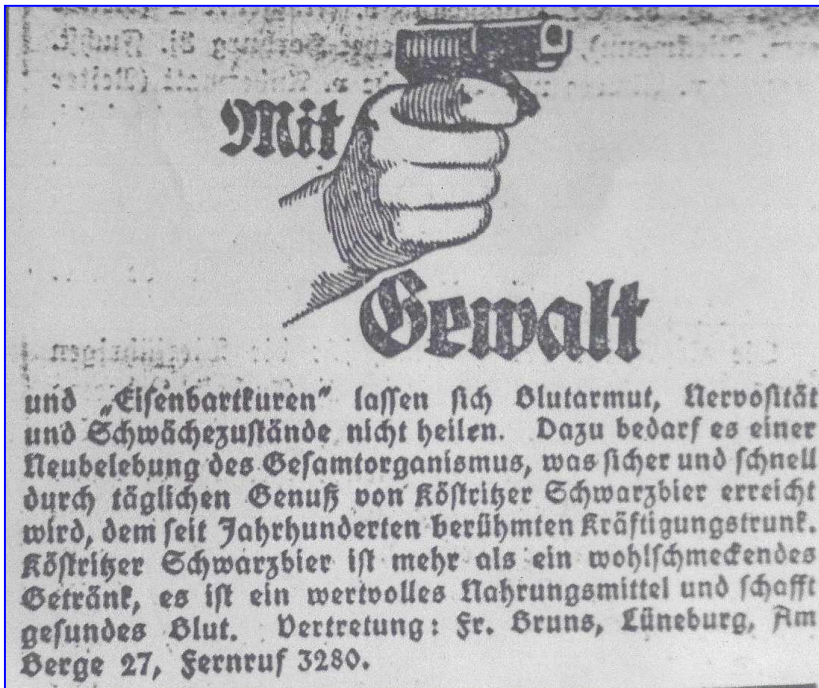 Mit
Gewalt
und „Eisenbartkuren" lassen sich Blutarmut, Nervosität
und Schwächezustände nicht heilen. Dazu bedarf es einer
Neubelebung des Gesamtorganismus, was sicher und schnell
durch täglichen Genuß von Köstritzer Schwarzbier erreicht
wird, dem seit Jahrhunderten berühmten Kräftigungstrunk.
Köstritzer Schwarzbier ist mehr als ein wohlschmeckendes
Getränk, es ist ein wertvolles Nahrungsmittel und schafft
gesundes Blut. Vertretung: Fr. Bruns, Lüneburg, Am
Berge 27, Fernruf 3280.